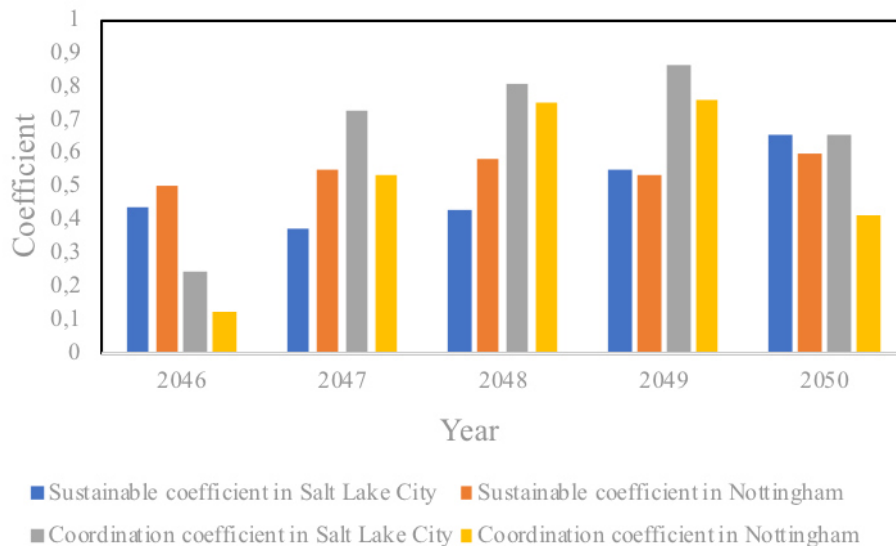 1
0,9
0,8
0,7
0,6
0,5
0,4
0,3
0,2
0,1
0
Coefficient
2046 2047 2048 2049 2050
Year
Sustainable coefficient in Salt Lake City Sustainable coefficient in Nottingham
Coordination coefficient in Salt Lake City Coordination coefficient in Nottingham